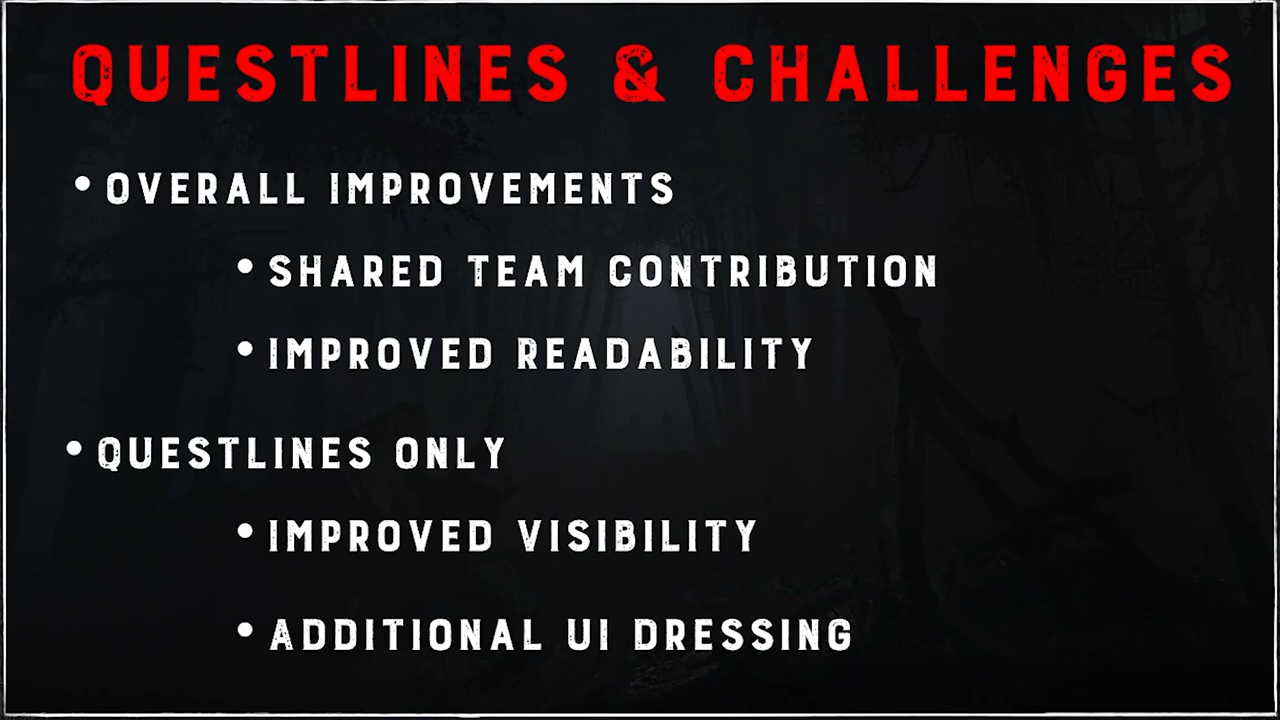 QUESTLINES & CHALLENGES
• OVERALL IMPROVEMENTS
• SHARED TEAM CONTRIBUTION
• IMPROVED READABILITY
• QUESTLINES ONLY
• IMPROVED VISIBILITY
• ADDITIONAL UI DRESSING